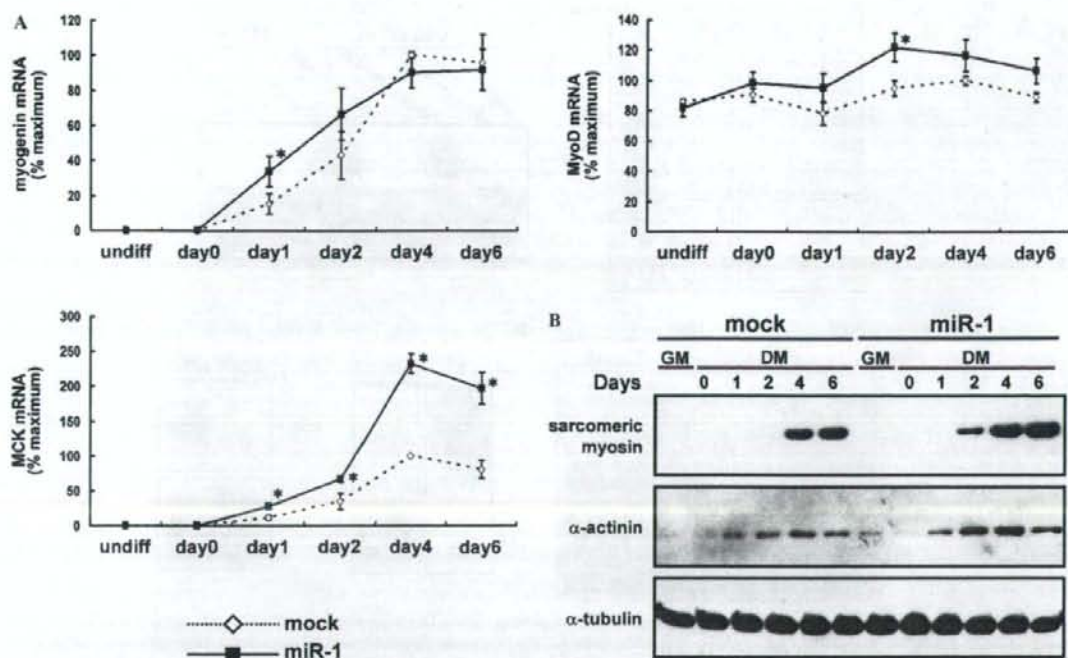 A
myogenin mRNA
(% maximum)
120
100
80
60
40
20
0
*
undiff day0 day1 day2 day4 day6
MyoD mRNA
(% maximum)
140
120
100
80
60
40
20
0
*
undiff day0 day1 day2 day4 day6
MCK mRNA
(% maximum)
300
250
200
150
100
50
0
*
*
*
*
undiff day0 day1 day2 day4 day6
mock
miR-1
B
mock miR-1
GM DM GM DM
Days 0 1 2 4 6 0 1 2 4 6
sarcomeric
myosin
α-actinin
α-tubulin